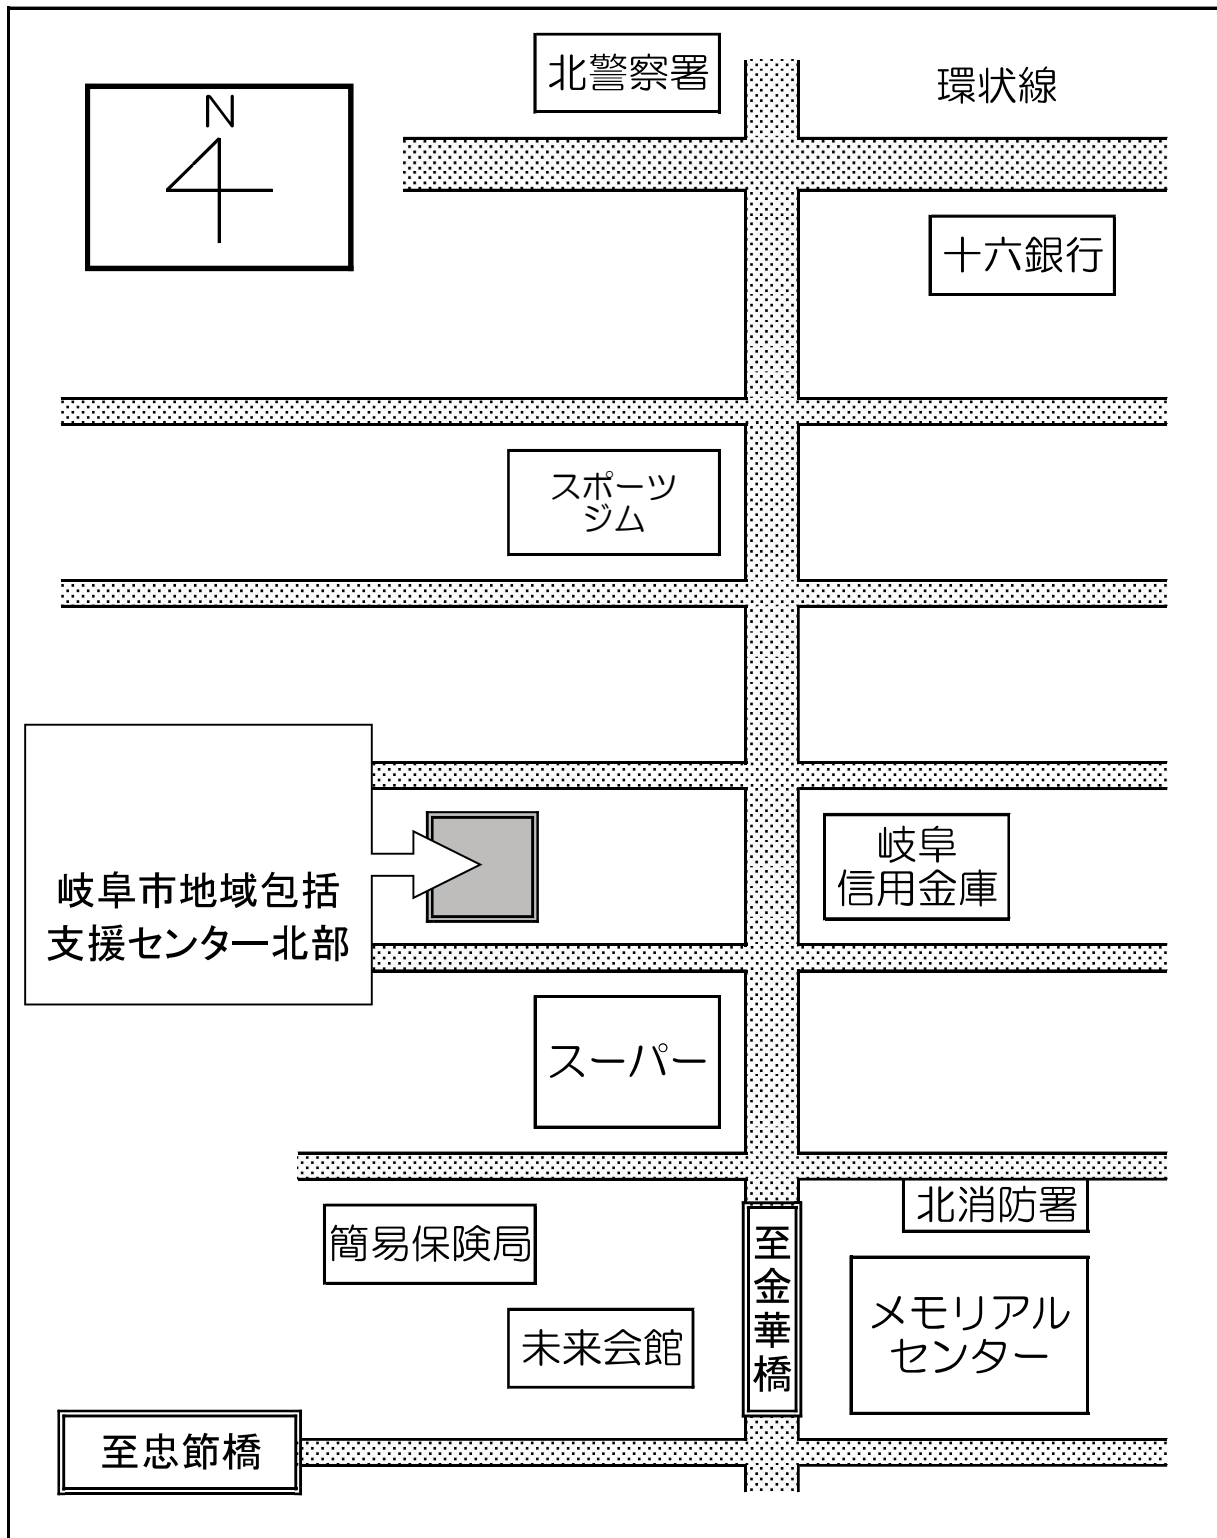 北警察署
環状線
N
十六銀行
スポーツ
ジム
岐阜
信用金庫
岐阜市地域包括
支援センター北部
スーパー
北消防署
簡易保険局
至金華橋
メモリアル
センター
未来会館
至忠節橋